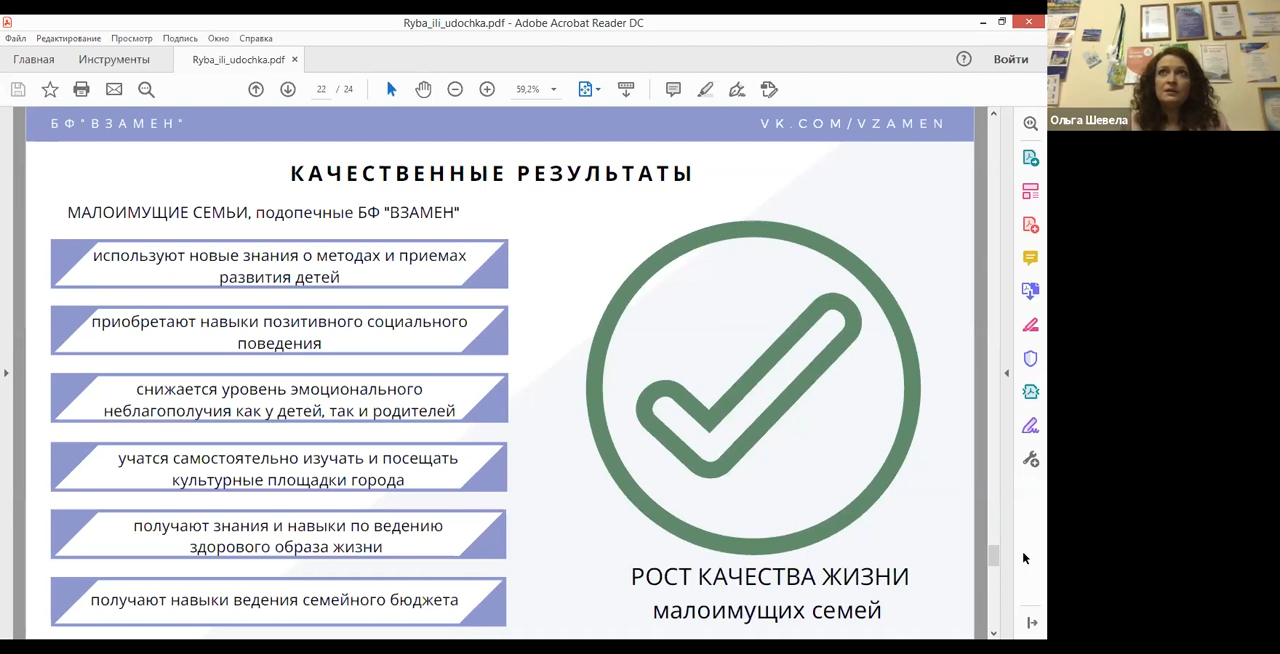 Ryba_ili_udochka.pdf - Adobe Acrobat Reader DC
Файл Редактирование Просмотр Подпись Окно Справка
Главная Инструменты Ryba_ili_udochka.pdf × Войти
22 / 24 59,2%
БФ"ВЗАМЕН" VK.COM/VZAMEN
КАЧЕСТВЕННЫЕ РЕЗУЛЬТАТЫ
МАЛОИМУЩИЕ СЕМЬИ, подопечные БФ "ВЗАМЕН"
используют новые знания о методах и приемах
развития детей
приобретают навыки позитивного социального
поведения
снижается уровень эмоционального
неблагополучия как у детей, так и родителей
учатся самостоятельно изучать и посещать
культурные площадки города
получают знания и навыки по ведению
здорового образа жизни
получают навыки ведения семейного бюджета
РОСТ КАЧЕСТВА ЖИЗНИ
малоимущих семей
Ольга Шевела